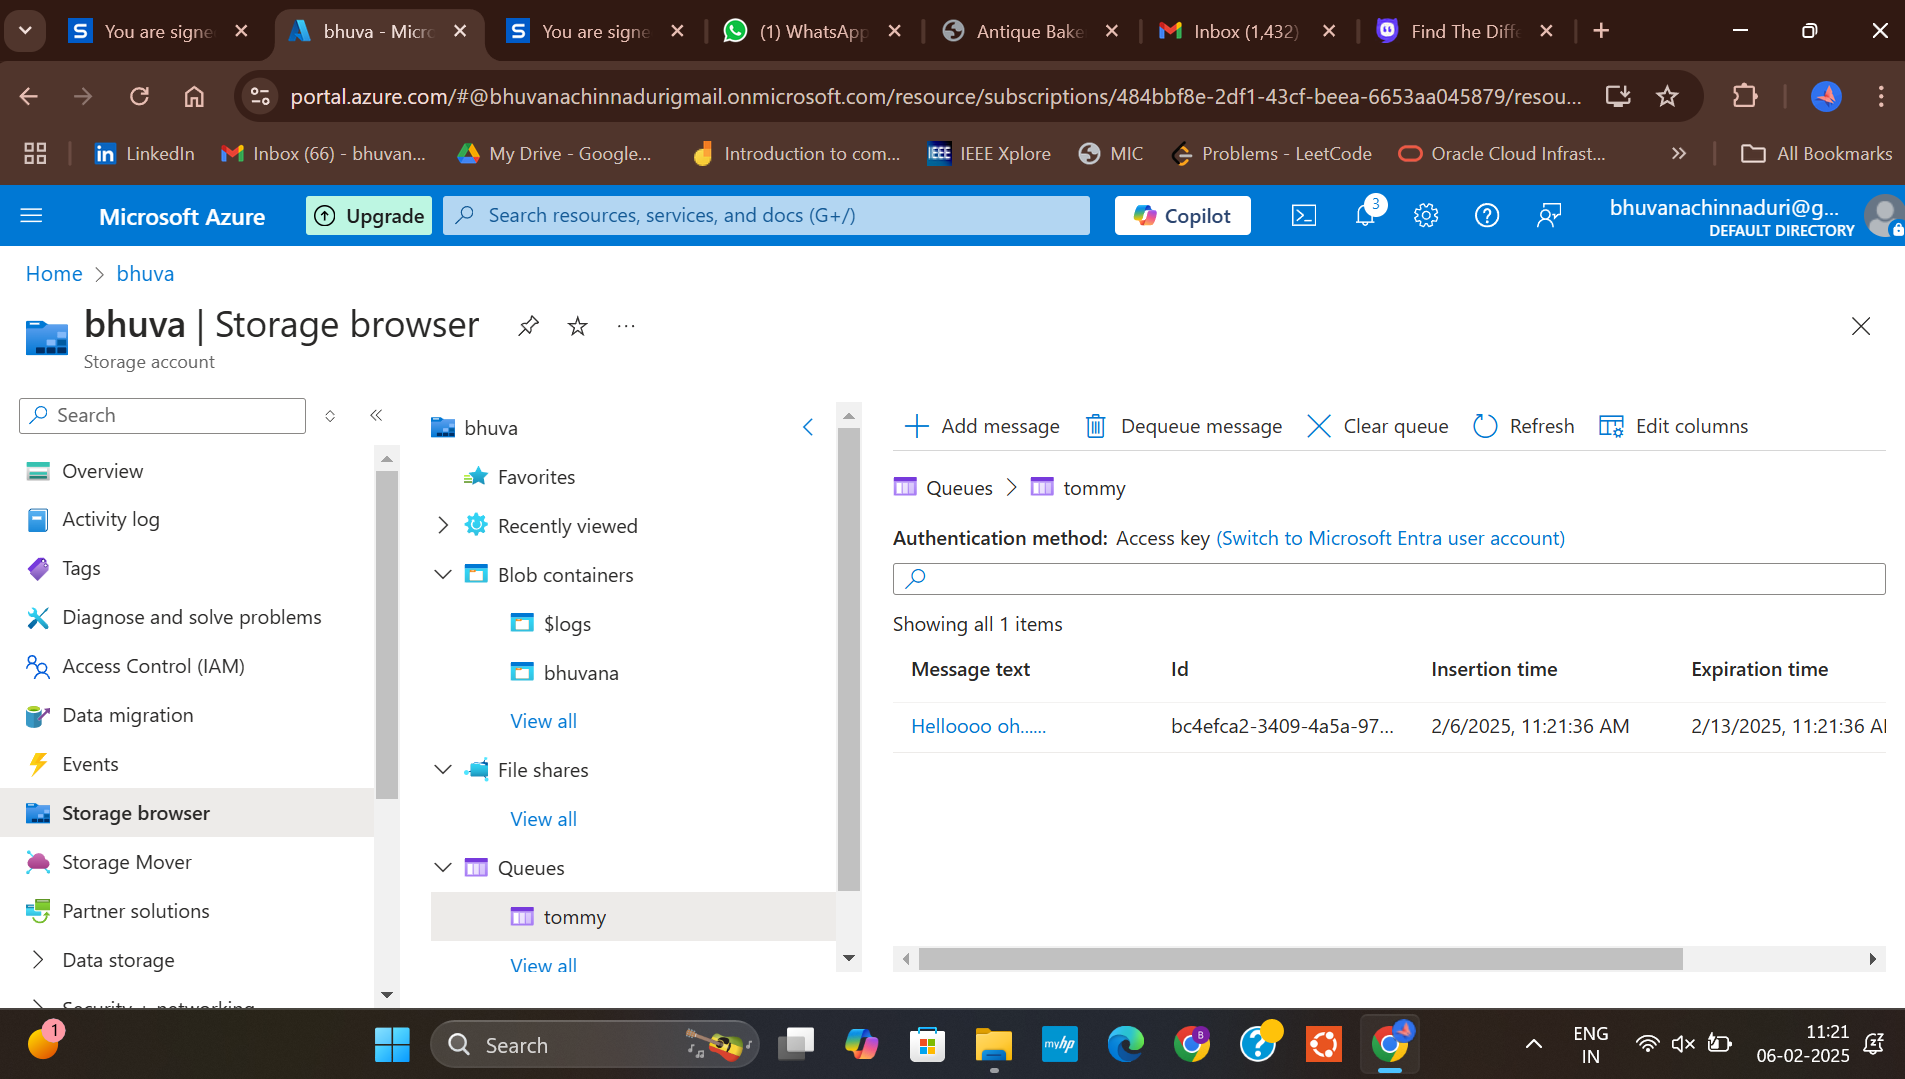 You are signe
bhuva - Micro
You are signe
(1) WhatsApp
Antique Bake
Inbox (1,432)
Find The Diffe
portal.azure.com/#@bhuvanachinnadurigmail.onmicrosoft.com/resource/subscriptions/484bbf8e-2df1-43cf-beea-6653aa045879/resou...
LinkedIn
Inbox (66) - bhuvan...
My Drive - Google...
Introduction to com...
IEEE Xplore
MIC
Problems - LeetCode
Oracle Cloud Infrast...
All Bookmarks
Microsoft Azure
Upgrade
Search resources, services, and docs (G+/)
Copilot
3
bhuvanachinnaduri@g...
DEFAULT DIRECTORY
Home > bhuva
bhuva | Storage browser
Storage account
Search
Overview
Activity log
Tags
Diagnose and solve problems
Access Control (IAM)
Data migration
Events
Storage browser
Storage Mover
Partner solutions
Data storage
Security + networking
bhuva
Favorites
Recently viewed
Blob containers
$logs
bhuvana
View all
File shares
View all
Queues
tommy
View all
Add message
Dequeue message
Clear queue
Refresh
Edit columns
Queues > tommy
Authentication method: Access key (Switch to Microsoft Entra user account)
Showing all 1 items
Message text Id Insertion time Expiration time
Helloooo oh...... bc4efca2-3409-4a5a-97... 2/6/2025, 11:21:36 AM 2/13/2025, 11:21:36 AM
1
Search
myhp
B
ENG
IN
11:21
06-02-2025